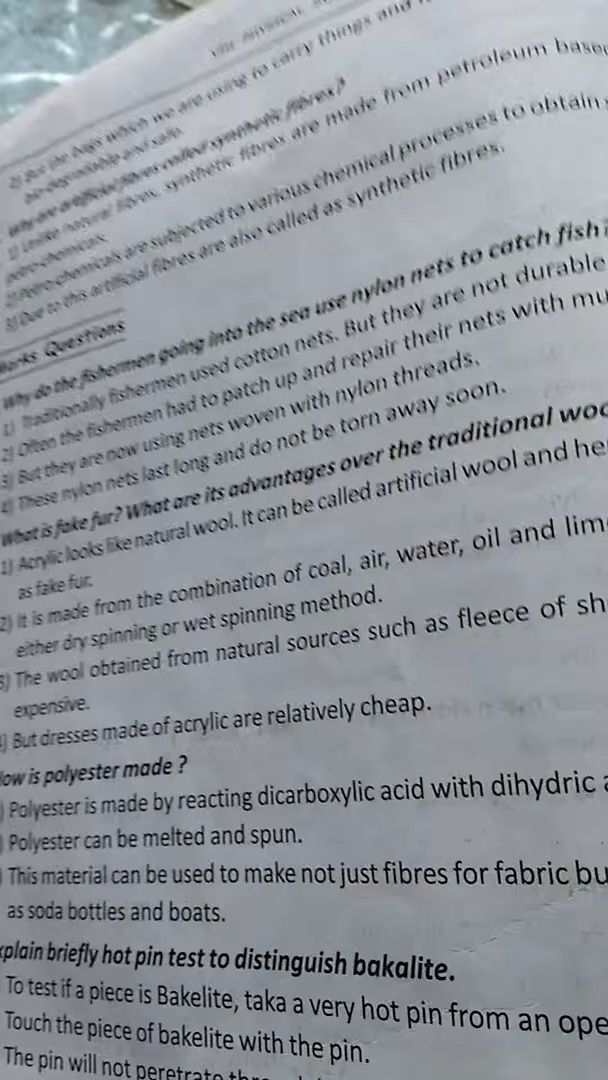 2) But the bags which we are using to carry things and
bio-degradable and safe.
Why are artificial fibres called synthetic fibres?
1) Unlike natural fibres, synthetic fibres are made from petroleum based
petro-chemicals.
2) Petro-chemicals are subjected to various chemical processes to obtain
3) Due to this artificial fibres are also called as synthetic fibres.
Marks Questions
Why do the fishermen going into the sea use nylon nets to catch fish
1) Traditionally fishermen used cotton nets. But they are not durable
2) Often the fishermen had to patch up and repair their nets with mu
3) But they are now using nets woven with nylon threads.
4) These nylon nets last long and do not be torn away soon.
What is fake fur? What are its advantages over the traditional woo
1) Acrylic looks like natural wool. It can be called artificial wool and he
as fake fur.
2) It is made from the combination of coal, air, water, oil and lim
either dry spinning or wet spinning method.
3) The wool obtained from natural sources such as fleece of sh
expensive.
) But dresses made of acrylic are relatively cheap.
ow is polyester made ?
) Polyester is made by reacting dicarboxylic acid with dihydric a
) Polyester can be melted and spun.
This material can be used to make not just fibres for fabric bu
as soda bottles and boats.
xplain briefly hot pin test to distinguish bakalite.
To test if a piece is Bakelite, taka a very hot pin from an ope
Touch the piece of bakelite with the pin.
The pin will not peretrate